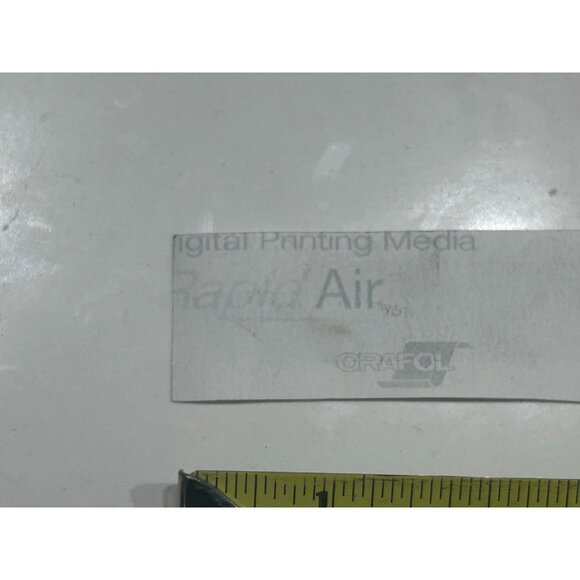 igital Printing Media
Rapid Air
ORAFOL
1